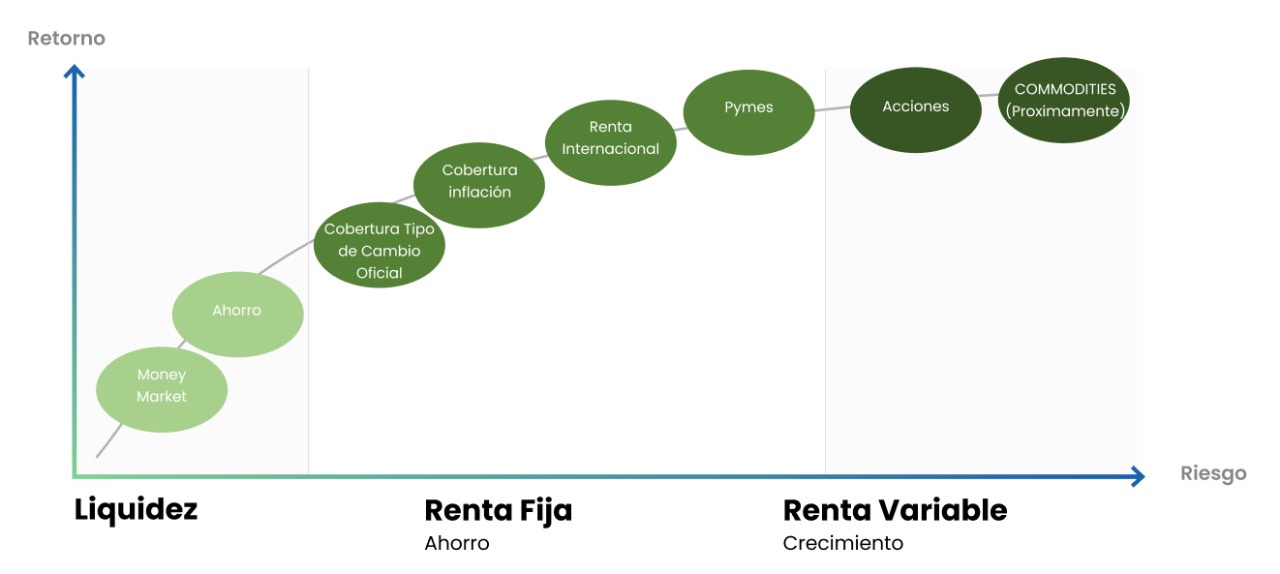 Retorno
COMMODITIES
(Proximamente)
Acciones
Pymes
Renta
Internacional
Cobertura
inflación
Cobertura Tipo
de Cambio
Oficial
Ahorro
Money
Market
Riesgo
Liquidez
Renta Fija
Ahorro
Renta Variable
Crecimiento